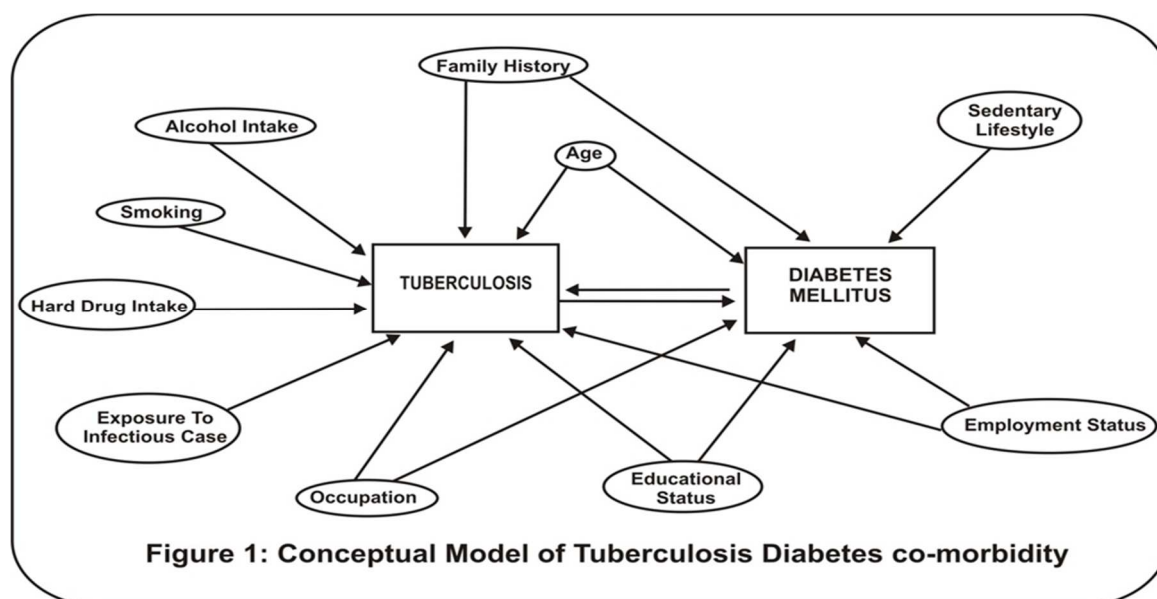 Family History
Alcohol Intake
Sedentary
Lifestyle
Age
Smoking
TUBERCULOSIS
DIABETES
MELLITUS
Hard Drug Intake
Exposure To
Infectious Case
Employment Status
Occupation
Educational
Status
Figure 1: Conceptual Model of Tuberculosis Diabetes co-morbidity